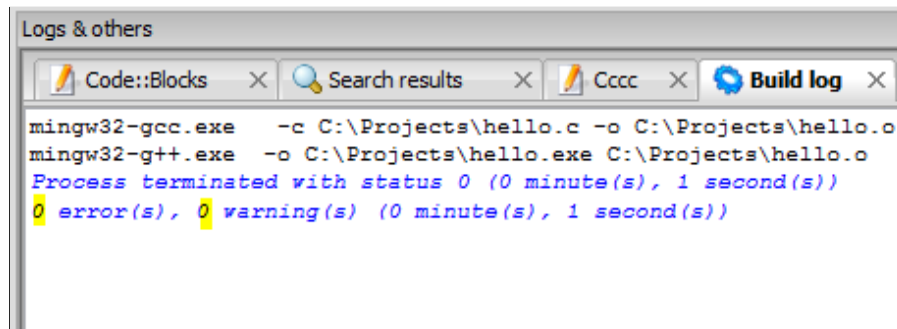 Logs & others
Code::Blocks Search results Cccc Build log
mingw32-gcc.exe   -c C:\Projects\hello.c -o C:\Projects\hello.o
mingw32-g++.exe  -o C:\Projects\hello.exe C:\Projects\hello.o
Process terminated with status 0 (0 minute(s), 1 second(s))
0 error(s), 0 warning(s) (0 minute(s), 1 second(s))